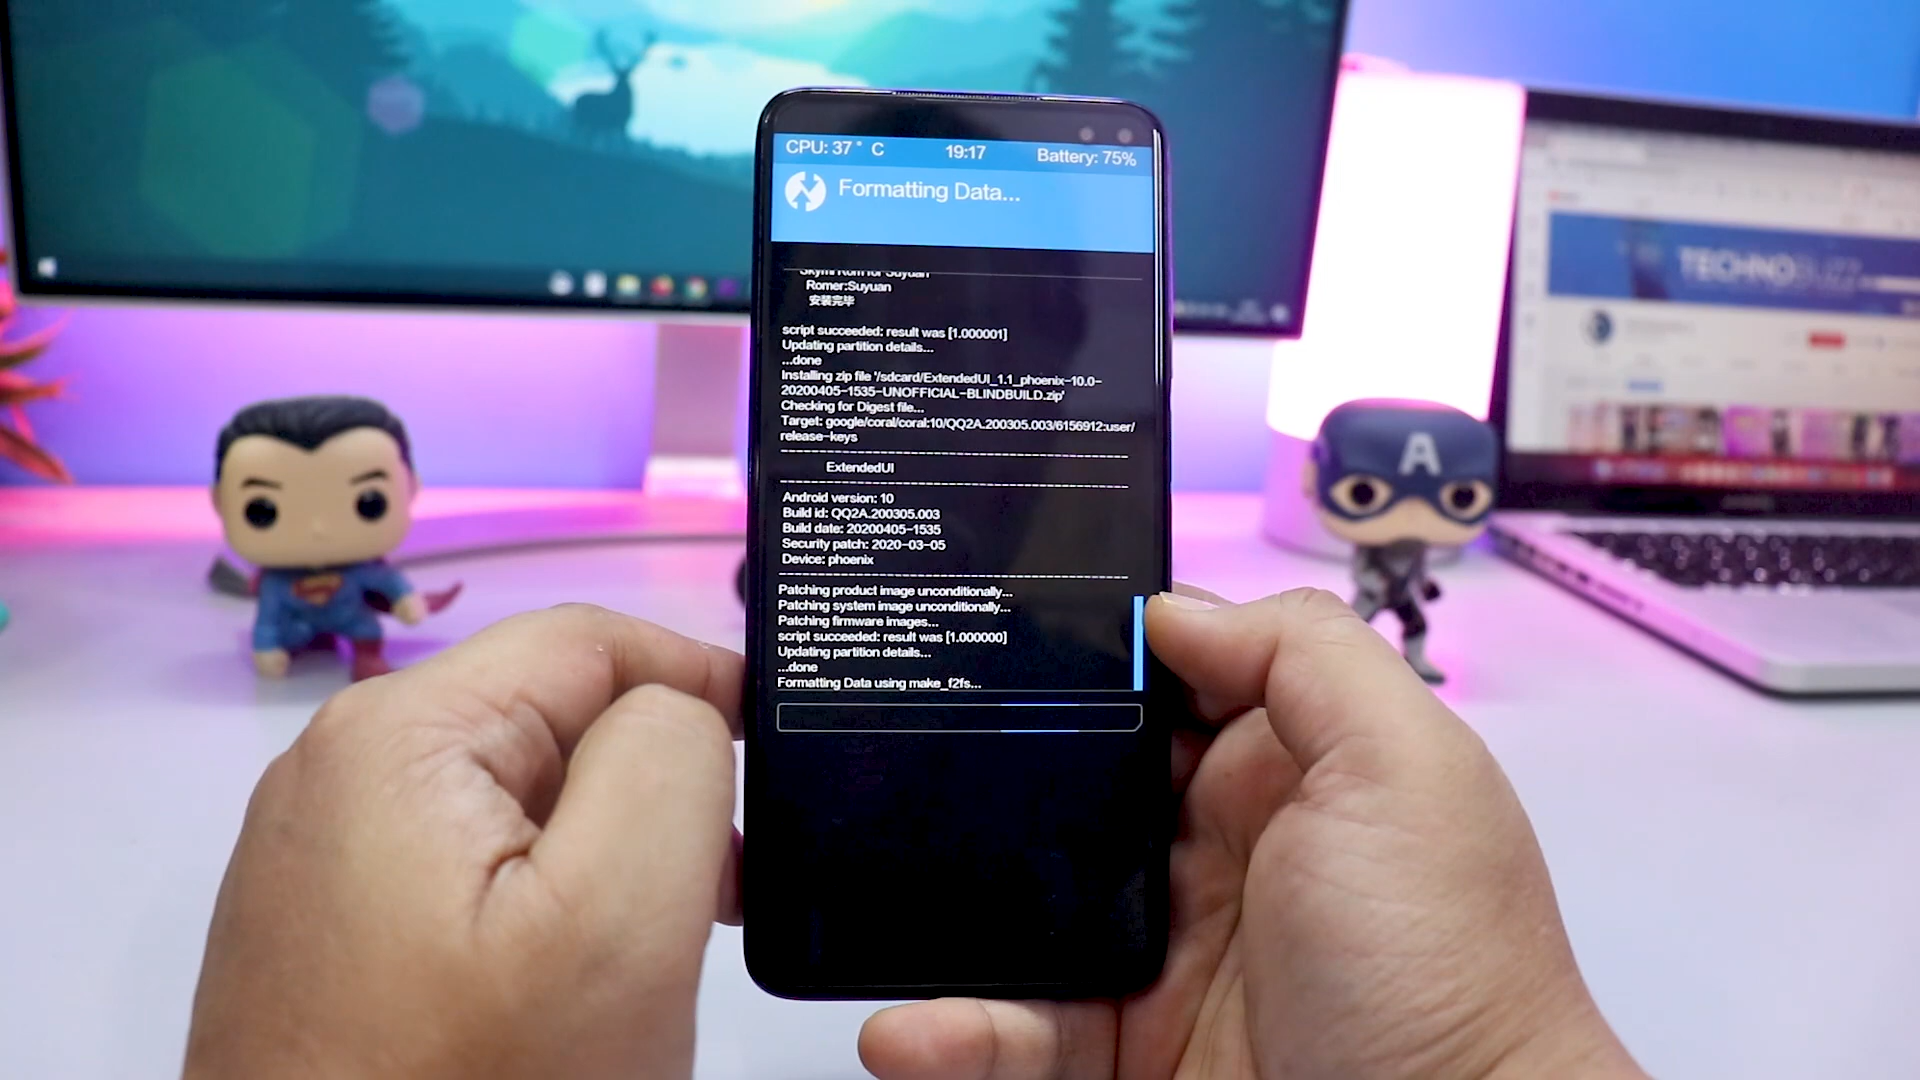 CPU: 37° C 19:17 Battery: 75%
Formatting Data...
Skymi Rom for Suyuan
Romer:Suyuan
安装完毕
script succeeded: result was [1.000001]
Updating partition details...
...done
Installing zip file '/sdcard/ExtendedUI_1.1_phoenix-10.0-
20200405-1535-UNOFFICIAL-BLINDBUILD.zip'
Checking for Digest file...
Target: google/coral/coral:10/QQ2A.200305.003/6156912:user/
release-keys
ExtendedUI
Android version: 10
Build id: QQ2A.200305.003
Build date: 20200405-1535
Security patch: 2020-03-05
Device: phoenix
Patching product image unconditionally...
Patching system image unconditionally...
Patching firmware images...
script succeeded: result was [1.000000]
Updating partition details...
...done
Formatting Data using make_f2fs...
TECHNOBUZZ
A